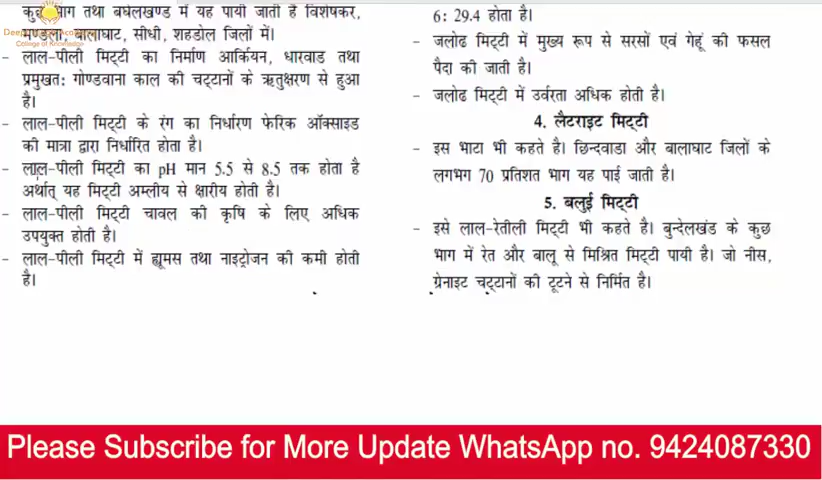 कुछ भाग तथा बघेलखण्ड में यह पायी जाती है विशेषकर,
मण्डला, बालाघाट, सीधी, शहडोल जिलों में।
- लाल-पीली मिट्टी का निर्माण आर्कियन, धारवाड तथा
प्रमुखतः गोण्डवाना काल की चट्टानों के ऋतुक्षरण से हुआ
है।
- लाल-पीली मिट्टी के रंग का निर्धारण फेरिक ऑक्साइड
की मात्रा द्वारा निर्धारित होता है।
- लाल-पीली मिट्टी का pH मान 5.5 से 8.5 तक होता है
अर्थात् यह मिट्टी अम्लीय से क्षारीय होती है।
- लाल-पीली मिट्टी चावल की कृषि के लिए अधिक
उपयुक्त होती है।
- लाल-पीली मिट्टी में ह्यूमस तथा नाइट्रोजन की कमी होती
है।
6: 29.4 होता है।
- जलोढ मिट्टी में मुख्य रूप से सरसों एवं गेहूं की फसल
पैदा की जाती है।
- जलोढ मिट्टी में उर्वरता अधिक होती है।
4. लैटराइट मिट्टी
- इस भाटा भी कहते है। छिन्दवाडा और बालाघाट जिलों के
लगभग 70 प्रतिशत भाग यह पाई जाती है।
5. बलुई मिट्टी
- इसे लाल-रेतीली मिट्टी भी कहते है। बुन्देलखंड के कुछ
भाग में रेत और बालू से मिश्रित मिट्टी पायी है। जो नीस,
ग्रेनाइट चट्टानों की टूटने से निर्मित है।
College of Knowledge
Please Subscribe for More Update WhatsApp no. 9424087330